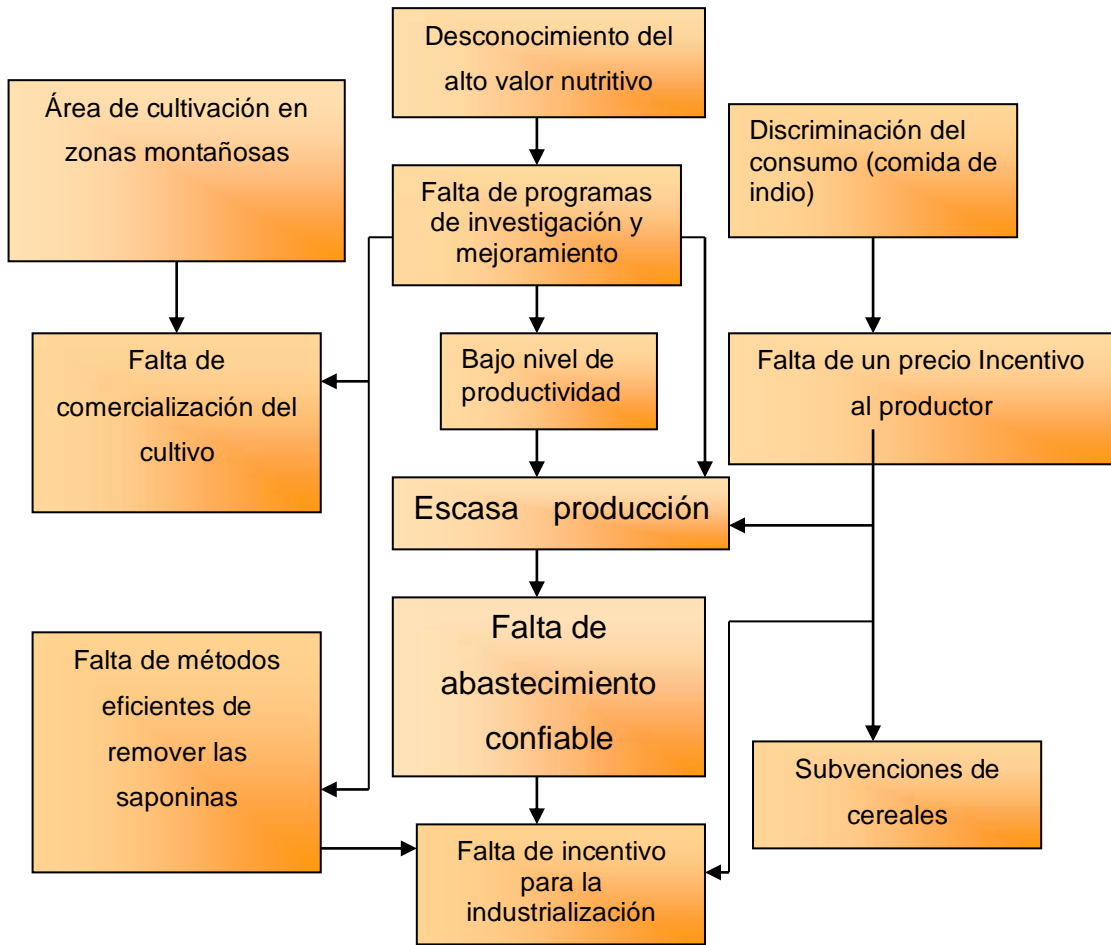 Desconocimiento del
alto valor nutritivo
Área de cultivación en
zonas montañosas
Discriminación del
consumo (comida de
indio)
Falta de programas
de investigación y
mejoramiento
Falta de
comercialización del
cultivo
Bajo nivel de
productividad
Falta de un precio Incentivo
al productor
Escasa producción
Falta de
abastecimiento
confiable
Falta de métodos
eficientes de
remover las
saponinas
Subvenciones de
cereales
Falta de incentivo
para la
industrialización